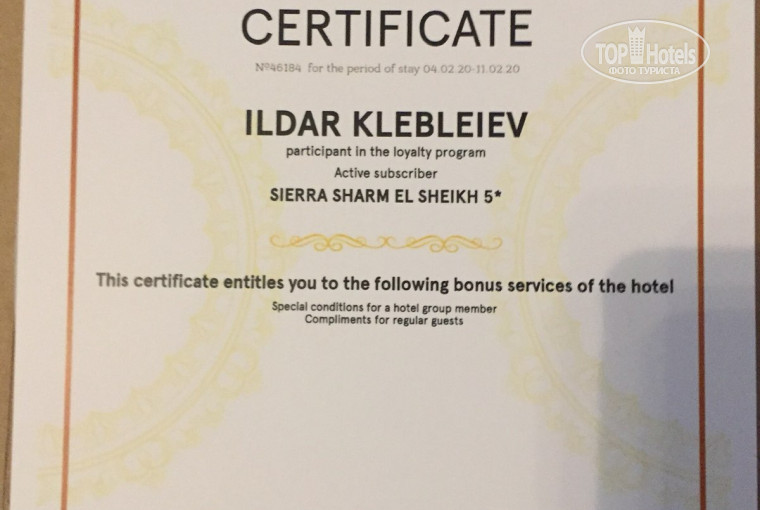 CERTIFICATE
№46184 for the period of stay 04.02.20-11.02.20
ILDAR KLEBLEIEV
participant in the loyalty program
Active subscriber
SIERRA SHARM EL SHEIKH 5*
This certificate entitles you to the following bonus services of the hotel
Special conditions for a hotel group member
Compliments for regular guests
TOP Hotels
ФОТО ТУРИСТА